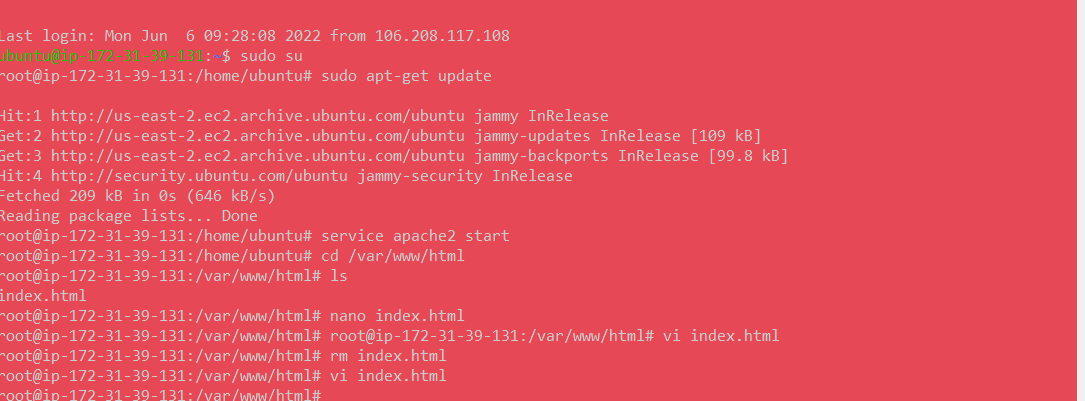 Last login: Mon Jun  6 09:28:08 2022 from 106.208.117.108
ubuntu@ip-172-31-39-131:~$ sudo su
root@ip-172-31-39-131:/home/ubuntu# sudo apt-get update
Hit:1 http://us-east-2.ec2.archive.ubuntu.com/ubuntu jammy InRelease
Get:2 http://us-east-2.ec2.archive.ubuntu.com/ubuntu jammy-updates InRelease [109 kB]
Get:3 http://us-east-2.ec2.archive.ubuntu.com/ubuntu jammy-backports InRelease [99.8 kB]
Hit:4 http://security.ubuntu.com/ubuntu jammy-security InRelease
Fetched 209 kB in 0s (646 kB/s)
Reading package lists... Done
root@ip-172-31-39-131:/home/ubuntu# service apache2 start
root@ip-172-31-39-131:/home/ubuntu# cd /var/www/html
root@ip-172-31-39-131:/var/www/html# ls
index.html
root@ip-172-31-39-131:/var/www/html# nano index.html
root@ip-172-31-39-131:/var/www/html# root@ip-172-31-39-131:/var/www/html# vi index.html
root@ip-172-31-39-131:/var/www/html# rm index.html
root@ip-172-31-39-131:/var/www/html# vi index.html
root@ip-172-31-39-131:/var/www/html#